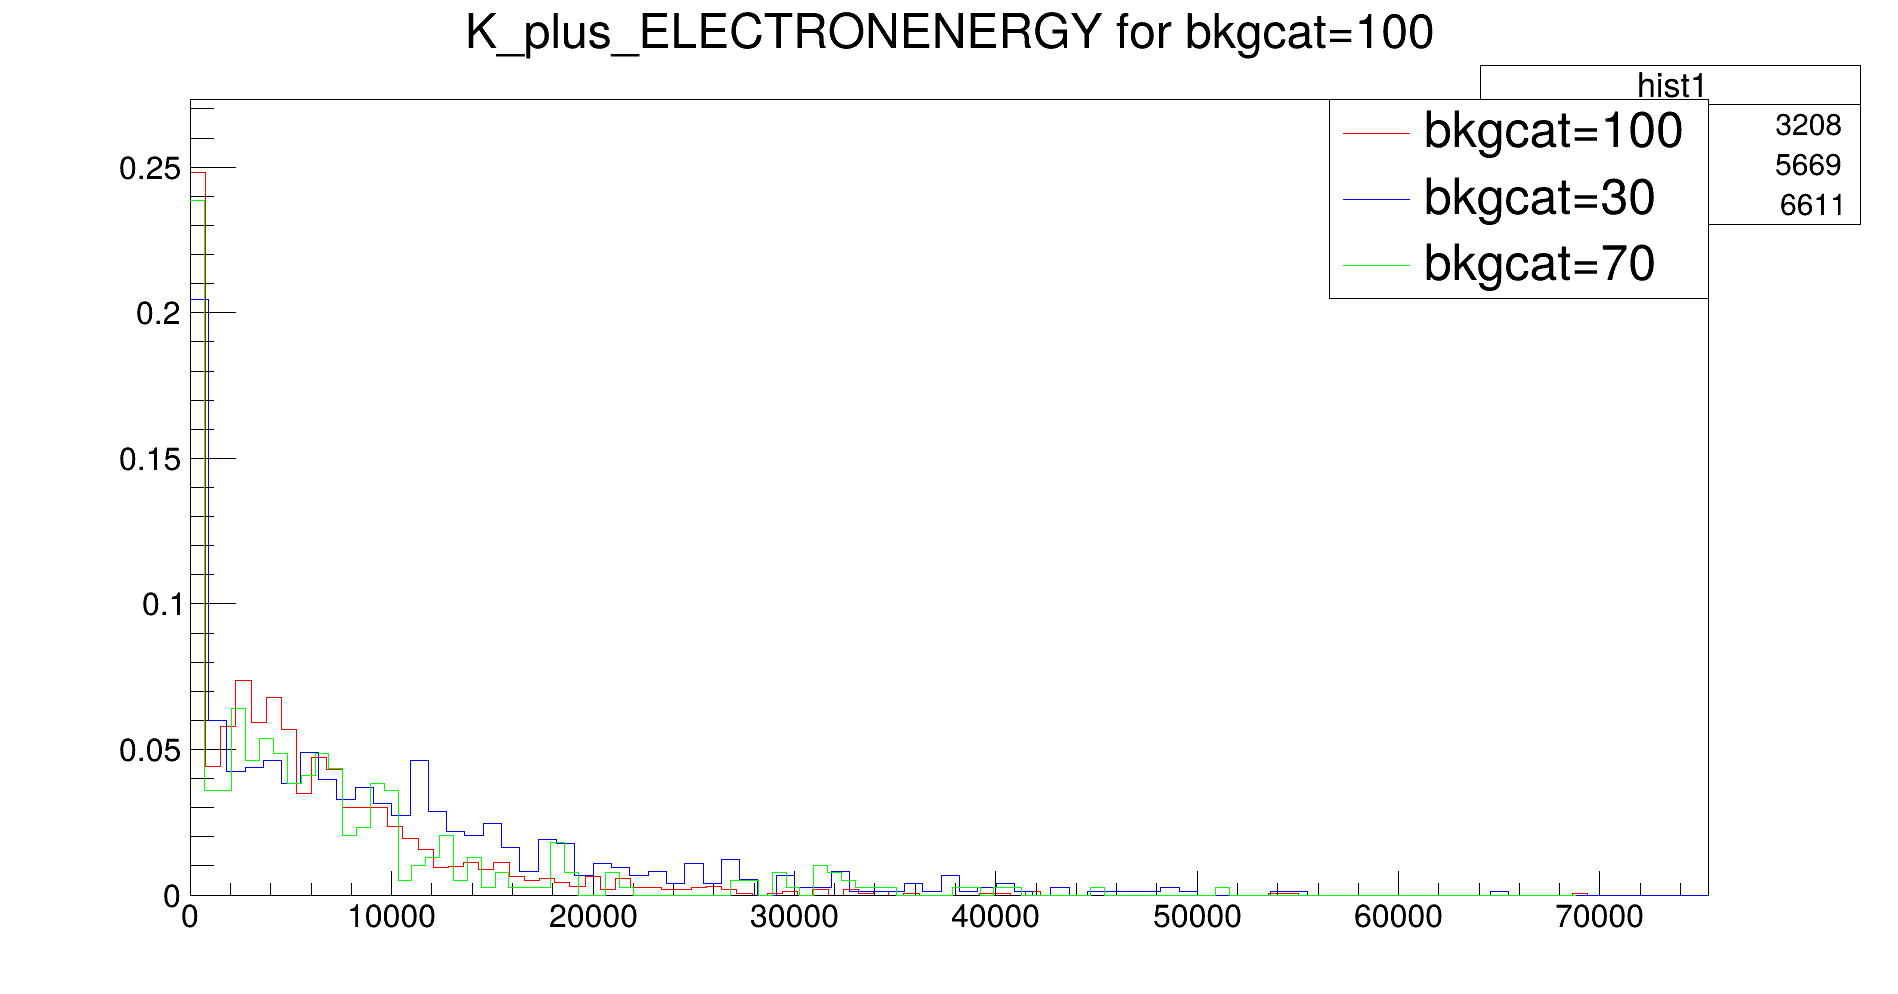 K_plus_ELECTRONENERGY for bkgcat=100
hist1
3208
5669
6611
bkgcat=100
bkgcat=30
bkgcat=70
0.25
0.2
0.15
0.1
0.05
0
0 10000 20000 30000 40000 50000 60000 70000